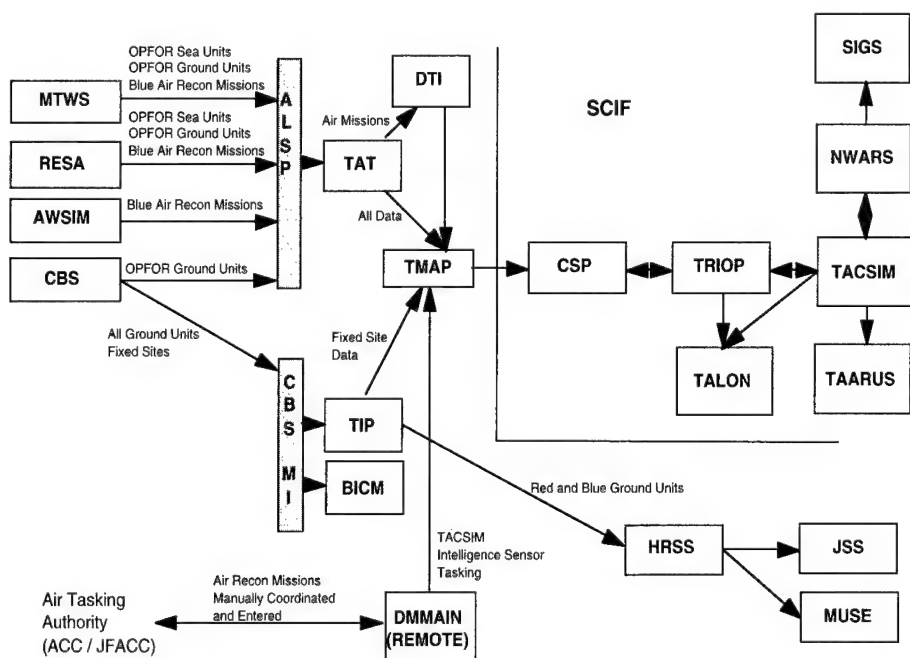 OPFOR Sea Units
OPFOR Ground Units
Blue Air Recon Missions
MTWS
OPFOR Sea Units
OPFOR Ground Units
Blue Air Recon Missions
RESA
Blue Air Recon Missions
AWSIM
OPFOR Ground Units
CBS
All Ground Units
Fixed Sites
A
L
S
P
Air Missions
DTI
TAT
All Data
TMAP
Fixed Site
Data
C
B
S
M
I
TIP
BICM
TACSIM
Intelligence Sensor
Tasking
Air Recon Missions
Manually Coordinated
and Entered
Air Tasking
Authority
(ACC / JFACC)
DMMAIN
(REMOTE)
SCIF
SIGS
NWARS
CSP
TRIOP
TACSIM
TALON
TAARUS
Red and Blue Ground Units
HRSS
JSS
MUSE